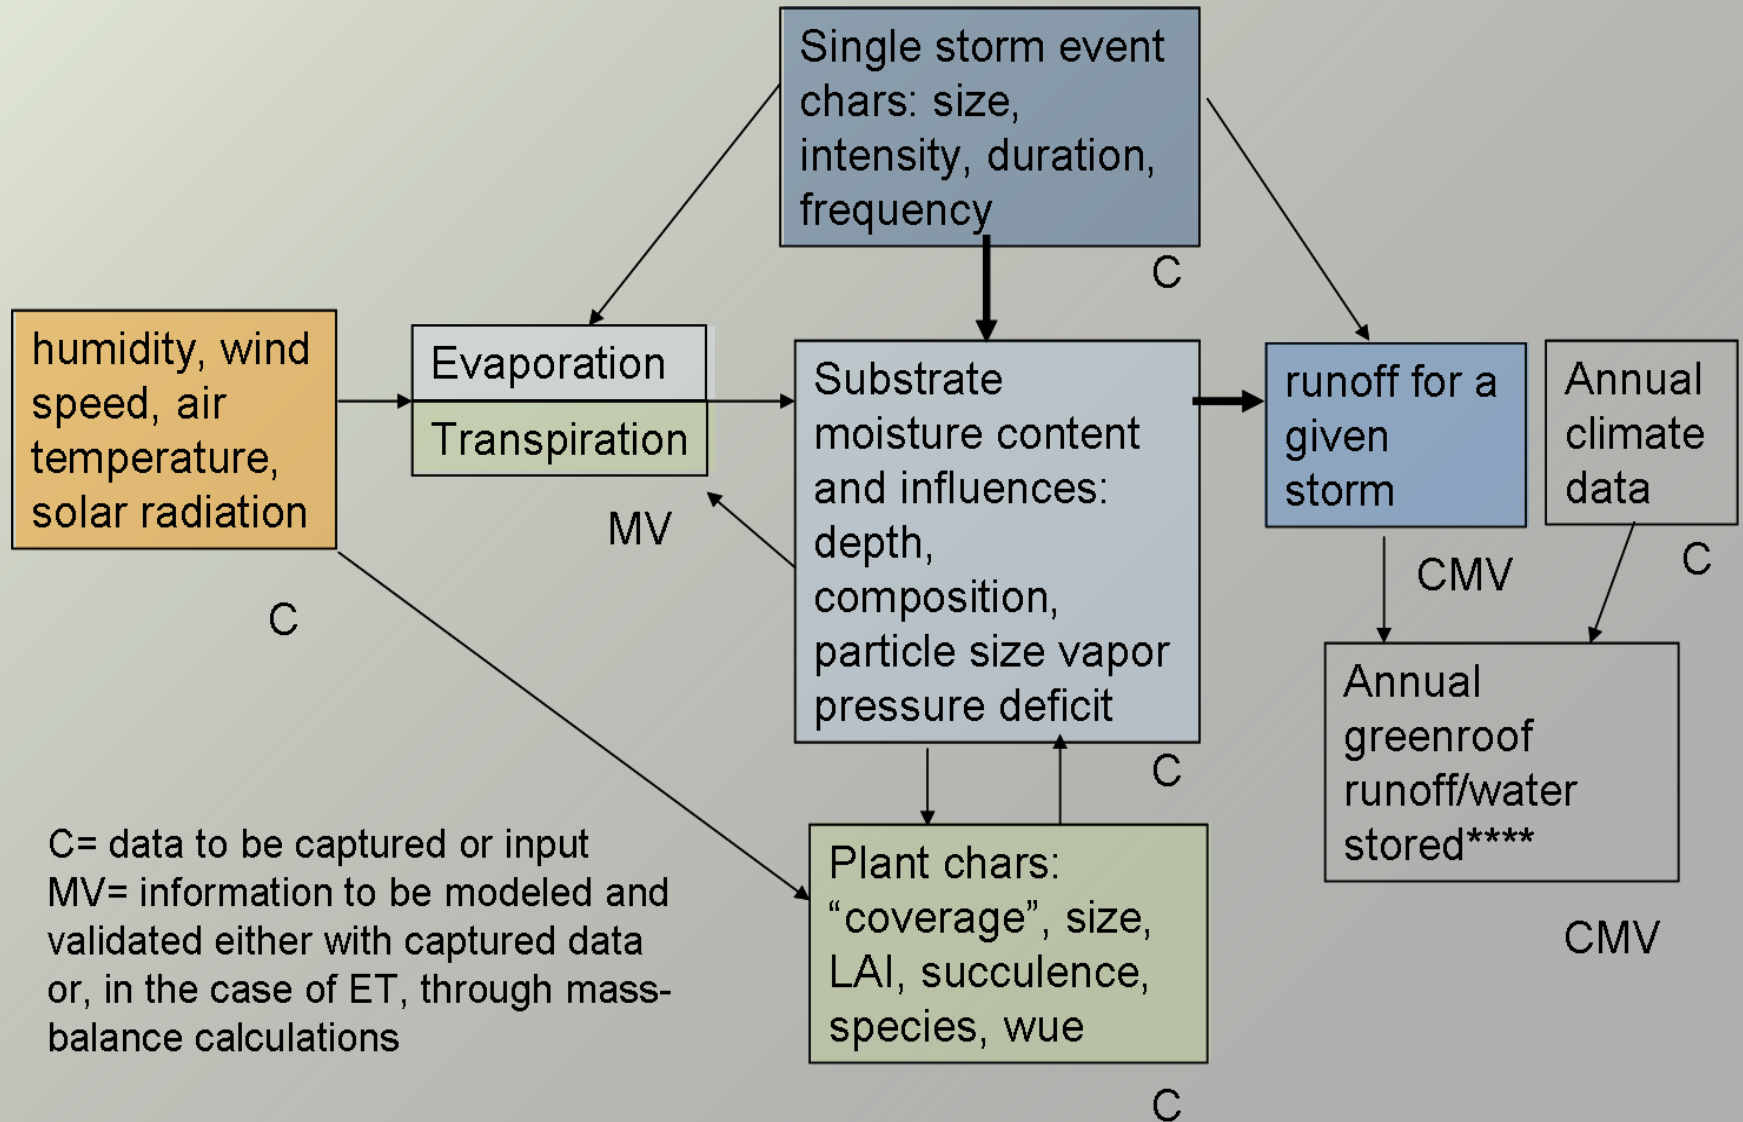 Single storm event
chars: size,
intensity, duration,
frequency
C
humidity, wind
speed, air
temperature,
solar radiation
C
Evaporation
Transpiration
MV
Substrate
moisture content
and influences:
depth,
composition,
particle size vapor
pressure deficit
C
runoff for a
given
storm
CMV
Annual
climate
data
C
Annual
greenroof
runoff/water
stored****
CMV
Plant chars:
“coverage”, size,
LAI, succulence,
species, wue
C
C= data to be captured or input
MV= information to be modeled and
validated either with captured data
or, in the case of ET, through mass-
balance calculations